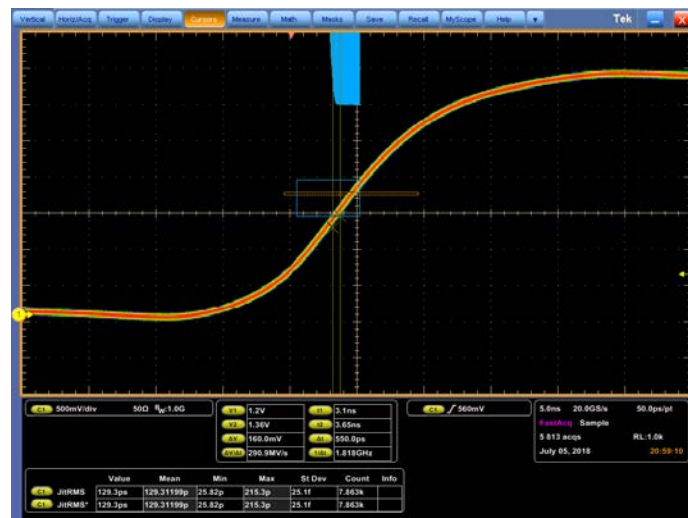 Vertical Horiz/Acq Trigger Display Cursors Measure Math Masks Save Recall MyScope Help Tek
1
C1 500mV/div 50Ω BW:1.0G
V1 1.2V t1 3.1ns
V2 1.36V t2 3.65ns
ΔV 160.0mV Δt 550.0ps
ΔV/Δt 290.9MV/s 1/Δt 1.818GHz
C1 560mV
5.0ns 20.0GS/s 50.0ps/pt
FastAcq Sample
5 813 acqs RL:1.0k
July 05, 2018 20:59:10
Value Mean Min Max St Dev Count Info
C1 JitRMS 129.3ps 129.31199p 25.82p 215.3p 25.1f 7.863k
C1 JitRMS* 129.3ps 129.31199p 25.82p 215.3p 25.1f 7.863k